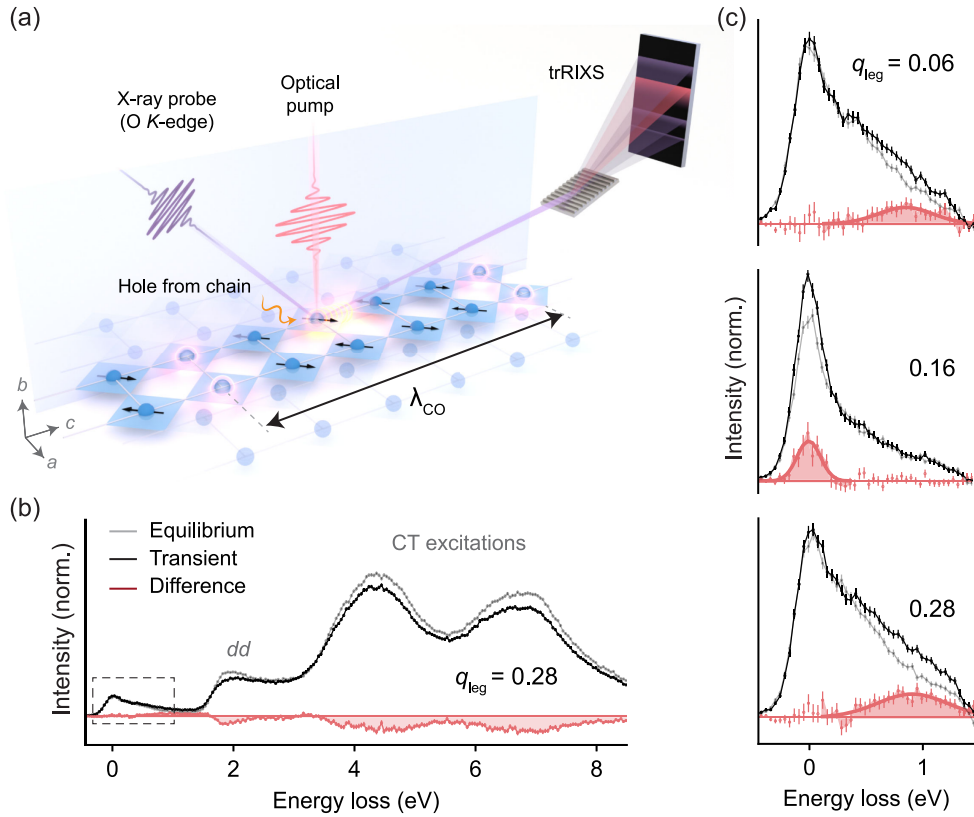 (a)
X-ray probe
(O K-edge)
Optical
pump
trRIXS
Hole from chain
λCO
b
c
a
(b)
Equilibrium
Transient
Difference
CT excitations
dd
qleg = 0.28
Intensity (norm.)
0
2
4
6
8
Energy loss (eV)
(c)
qleg = 0.06
0.16
0.28
Intensity (norm.)
0
1
Energy loss (eV)